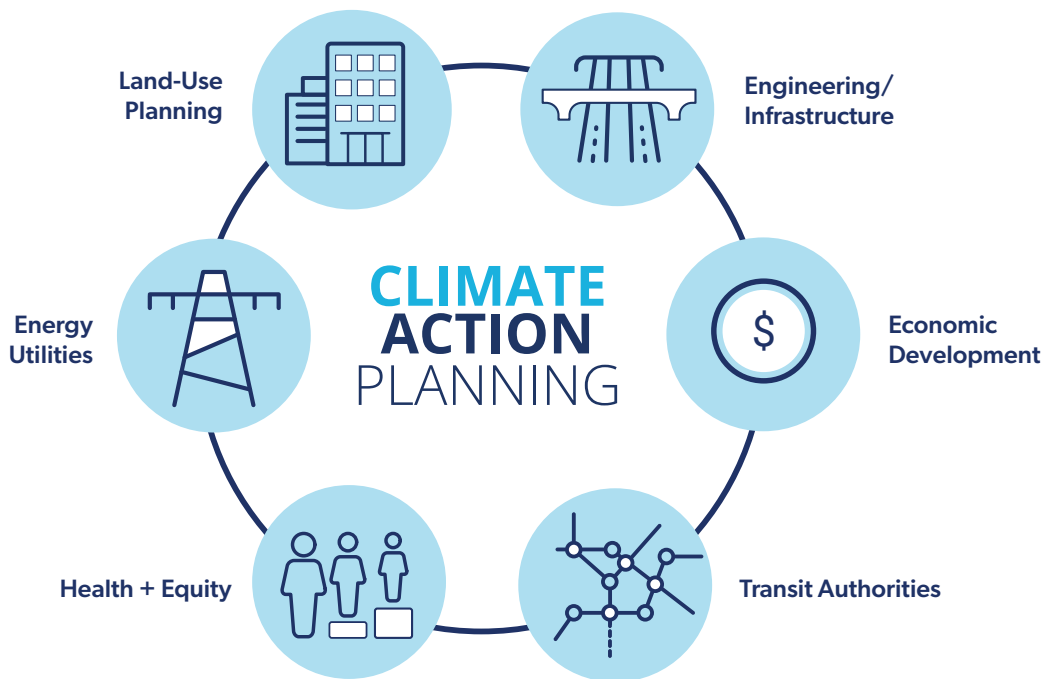 Land-Use
Planning
Engineering/
Infrastructure
CLIMATE
ACTION
PLANNING
$
Energy
Utilities
Economic
Development
Health + Equity
Transit Authorities